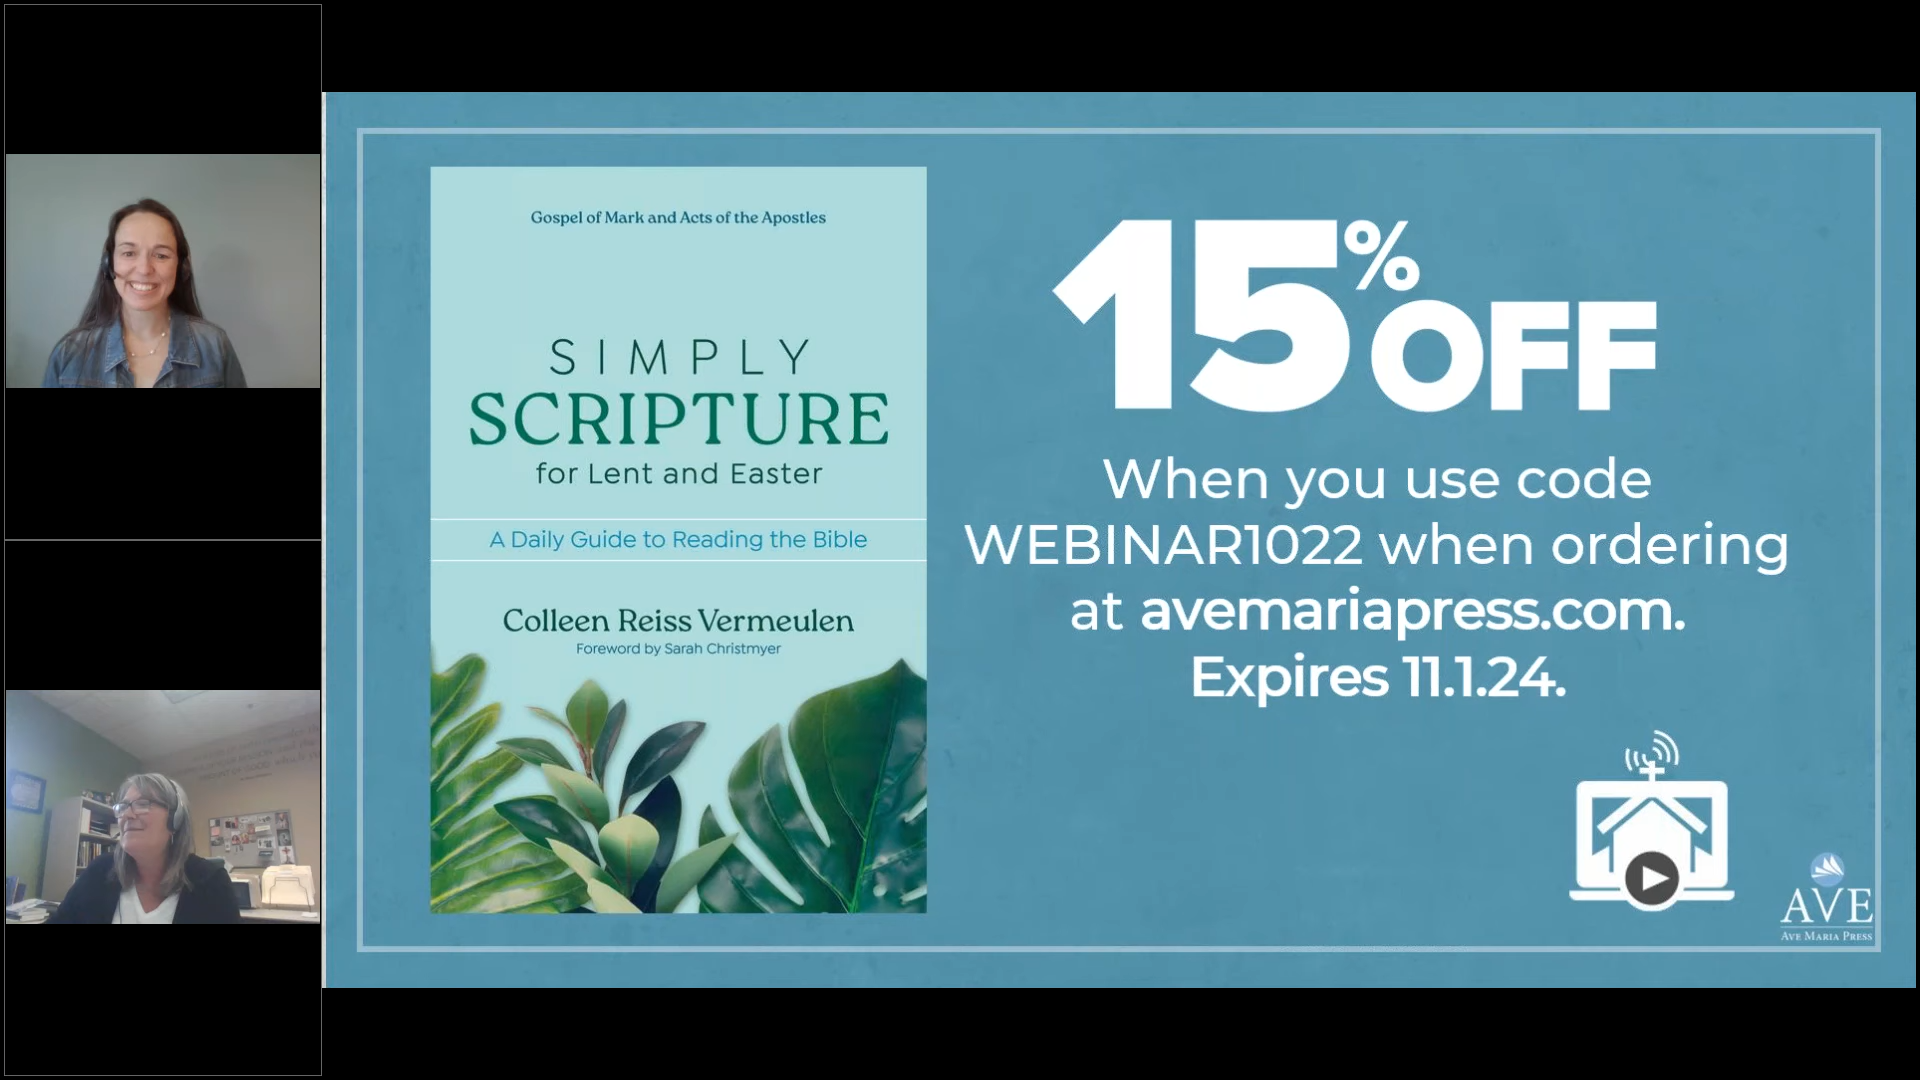 Gospel of Mark and Acts of the Apostles
SIMPLY
SCRIPTURE
for Lent and Easter
A Daily Guide to Reading the Bible
Colleen Reiss Vermeulen
Foreword by Sarah Christmyer
15% OFF
When you use code
WEBINAR1022 when ordering
at avemariapress.com.
Expires 11.1.24.
AVE
AVE MARIA PRESS